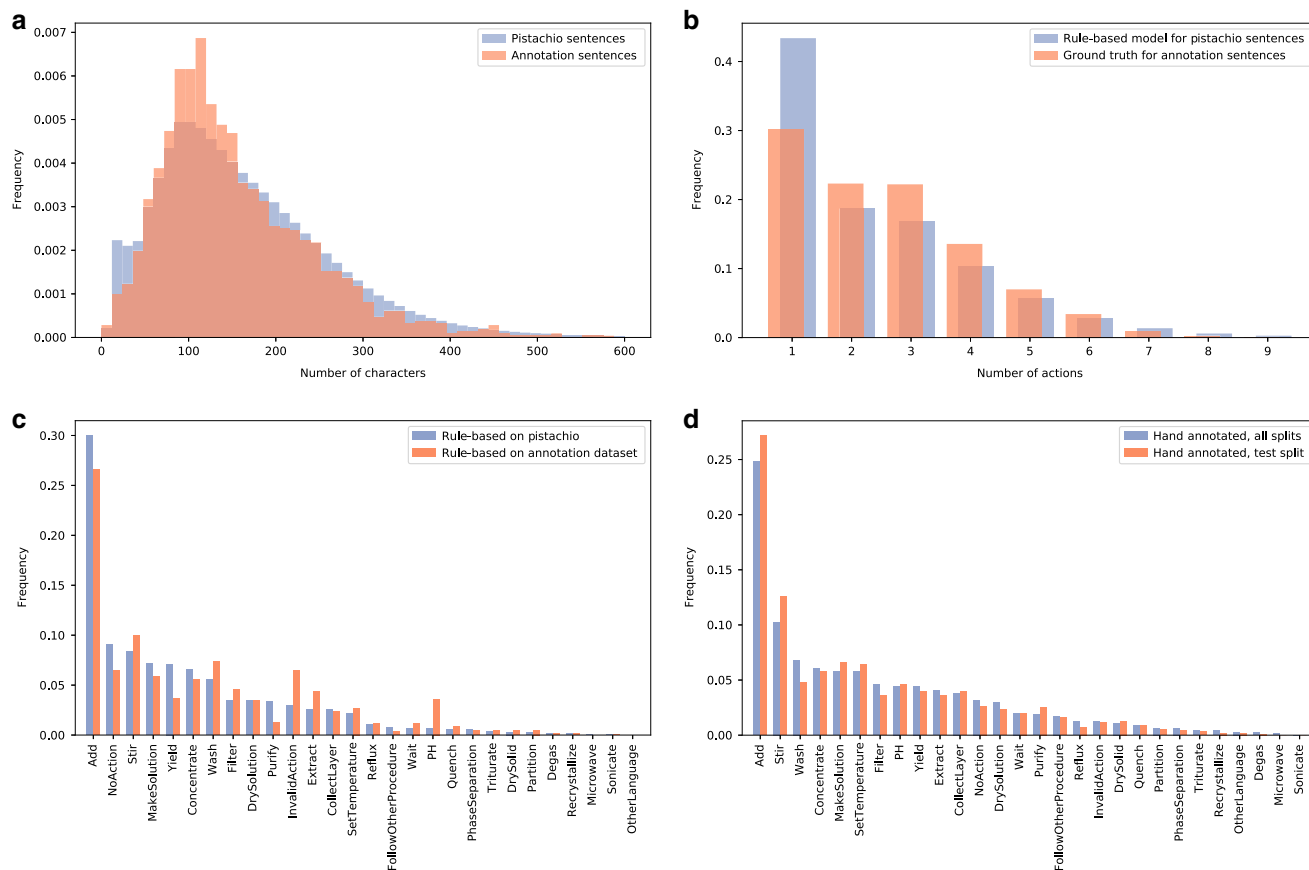 a
0.007
0.006
0.005
0.004
0.003
0.002
0.001
0.000
Frequency
0 100 200 300 400 500 600
Number of characters
Pistachio sentences
Annotation sentences
b
0.4
0.3
0.2
0.1
0.0
Frequency
1 2 3 4 5 6 7 8 9
Number of actions
Rule-based model for pistachio sentences
Ground truth for annotation sentences
c
0.30
0.25
0.20
0.15
0.10
0.05
0.00
Frequency
Rule-based on pistachio
Rule-based on annotation dataset
Add
NoAction
Stir
MakeSolution
Yield
Concentrate
Wash
Filter
DrySolution
Purify
InvalidAction
Extract
CollectLayer
SetTemperature
Reflux
FollowOtherProcedure
Wait
PH
Quench
PhaseSeparation
Triturate
DrySolid
Partition
Degas
Recrystallize
Microwave
Sonicate
OtherLanguage
d
0.25
0.20
0.15
0.10
0.05
0.00
Frequency
Hand annotated, all splits
Hand annotated, test split
Add
Stir
Wash
Concentrate
MakeSolution
SetTemperature
Filter
PH
Yield
Extract
CollectLayer
NoAction
DrySolution
Wait
Purify
FollowOtherProcedure
Reflux
InvalidAction
DrySolid
Quench
Partition
PhaseSeparation
Triturate
Recrystallize
OtherLanguage
Degas
Microwave
Sonicate